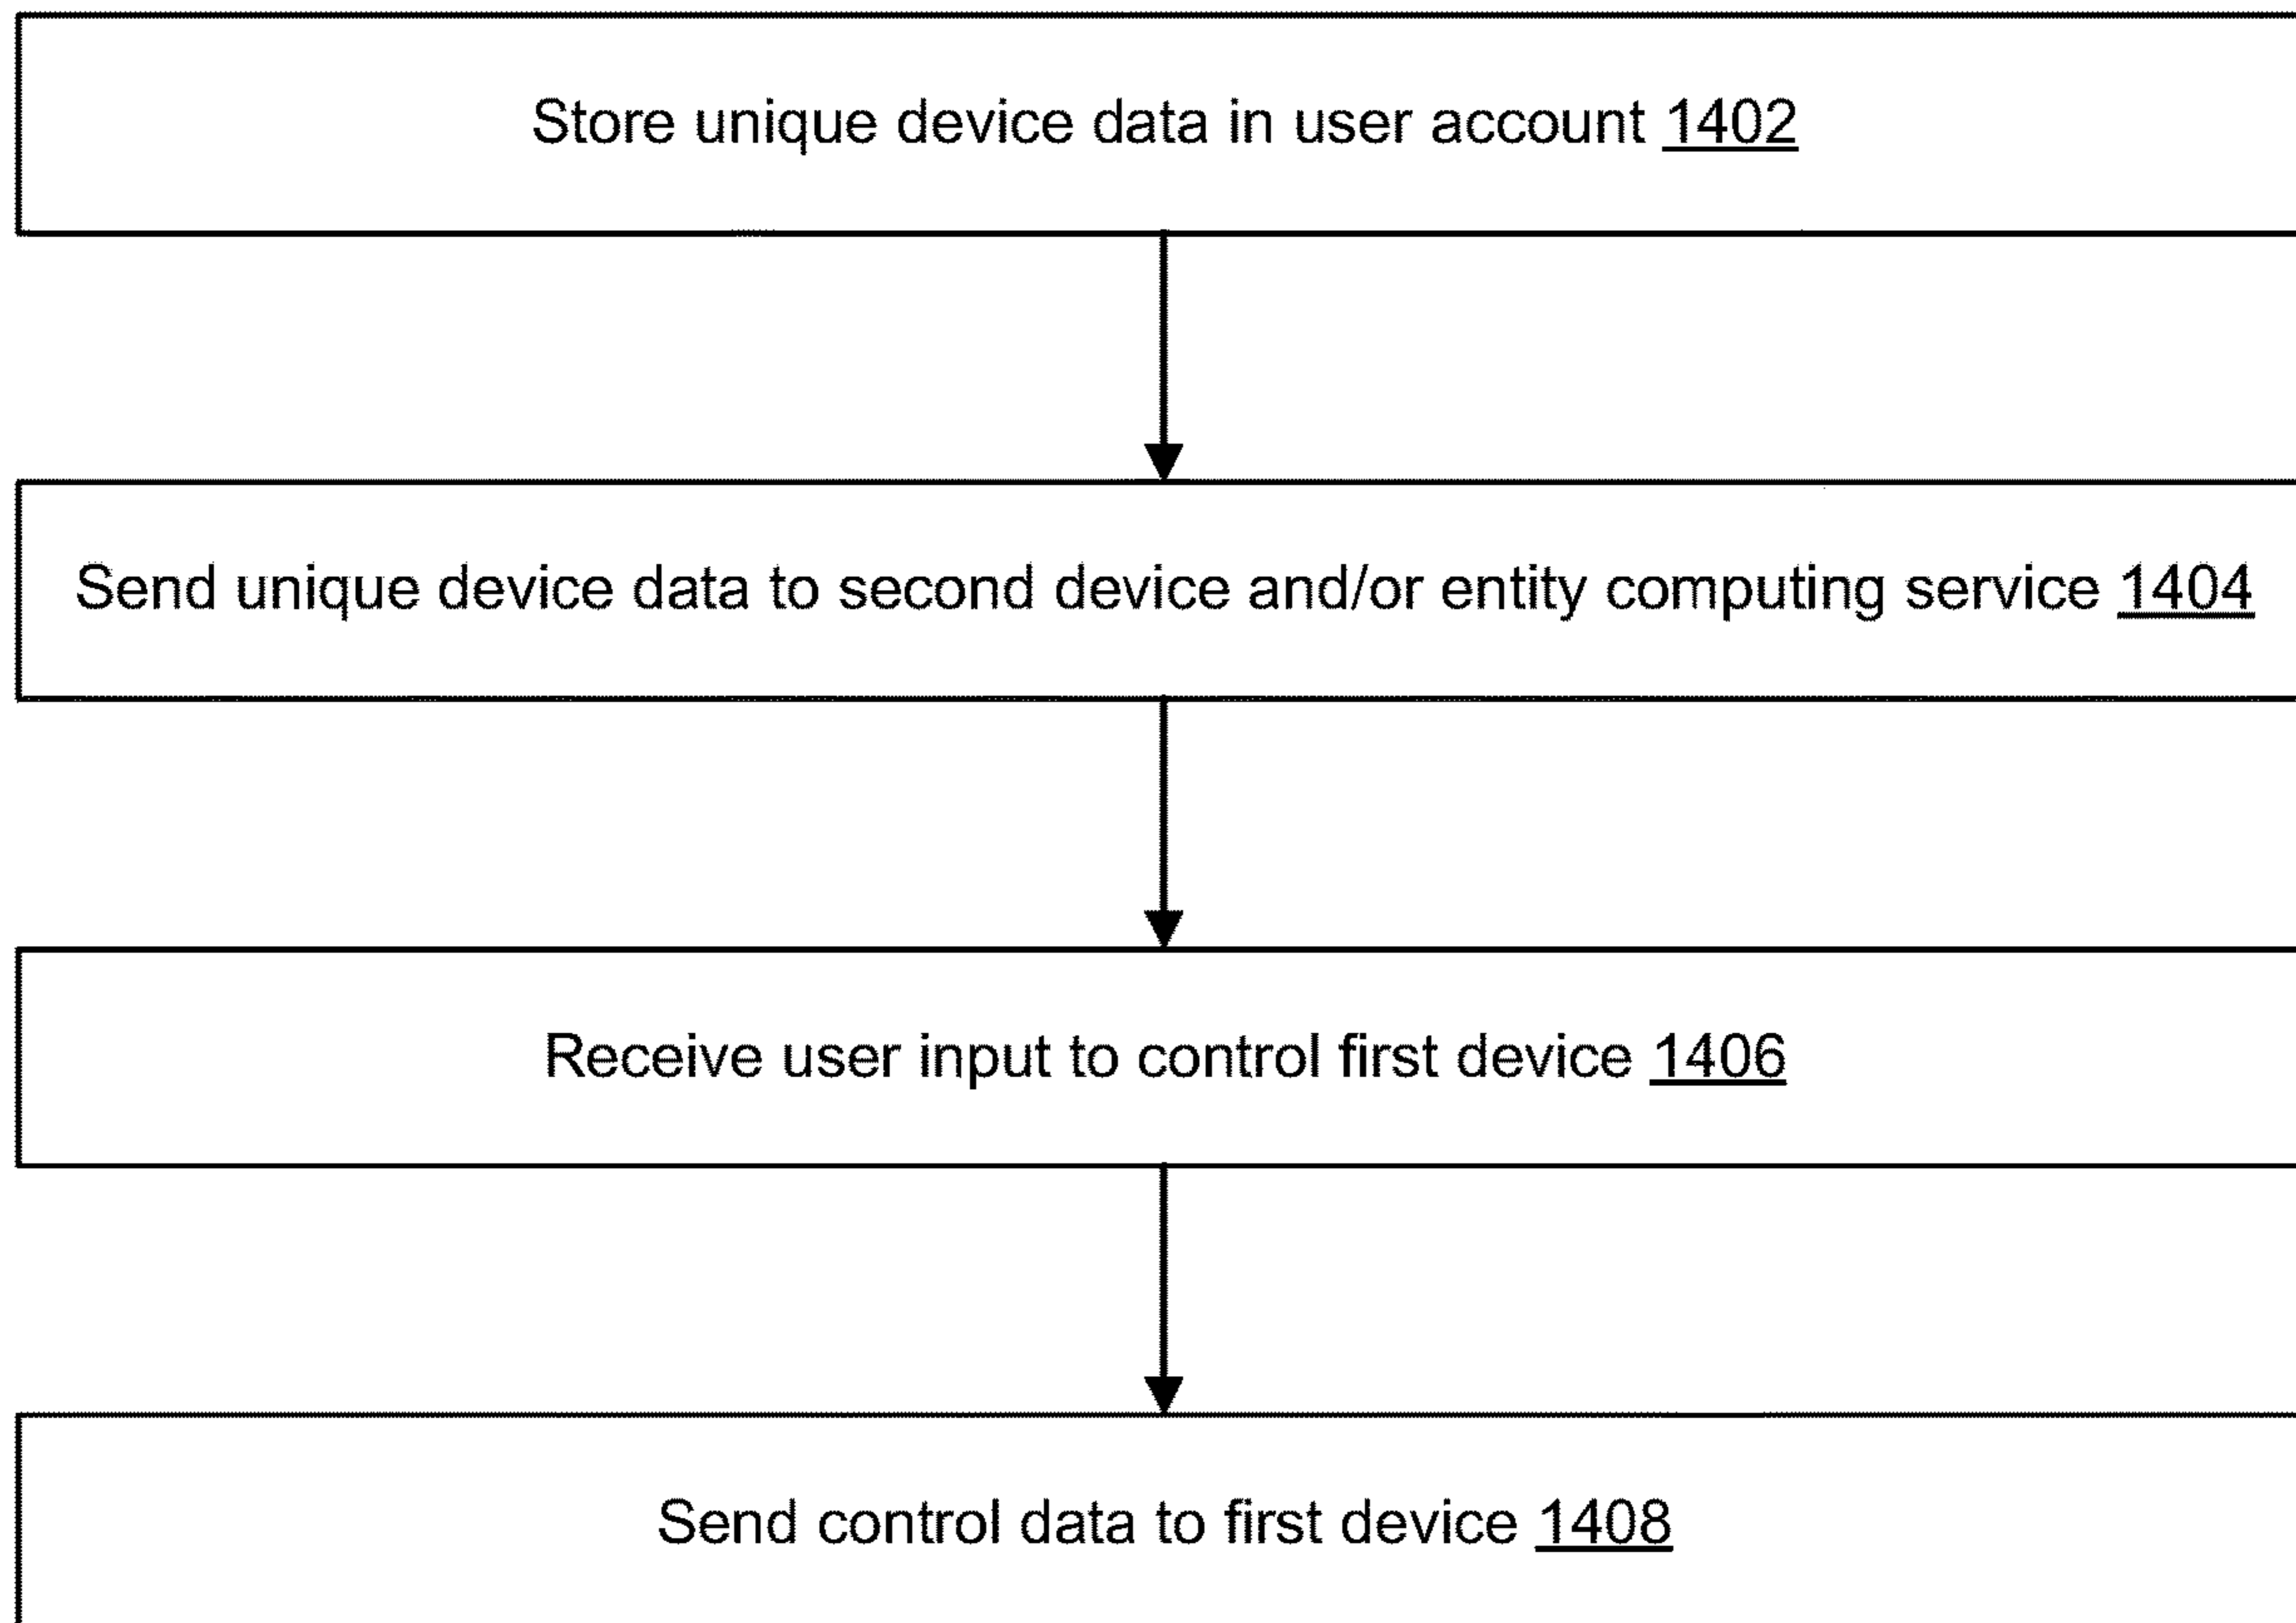 Store unique device data in user account 1402
Send unique device data to second device and/or entity computing service 1404
Receive user input to control first device 1406
Send control data to first device 1408